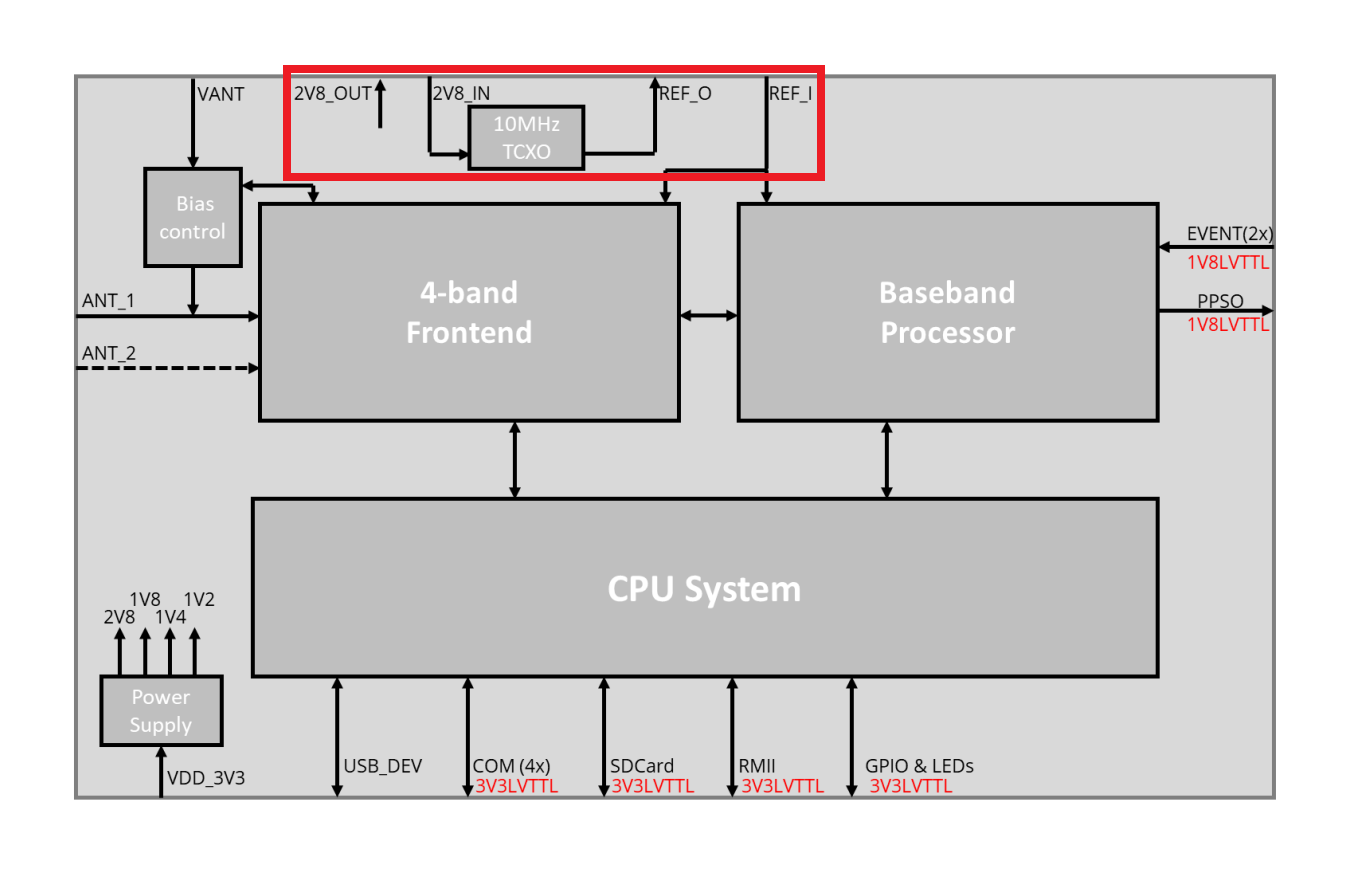 VANT
2V8_OUT
2V8_IN
REF_O
REF_I
10MHz
TCXO
Bias
control
4-band
Frontend
Baseband
Processor
EVENT(2x)
1V8LVTTL
PPSO
1V8LVTTL
ANT_1
ANT_2
CPU System
1V8
1V2
2V8
1V4
Power
Supply
VDD_3V3
USB_DEV
COM (4x)
3V3LVTTL
SDCard
3V3LVTTL
RMII
3V3LVTTL
GPIO & LEDs
3V3LVTTL